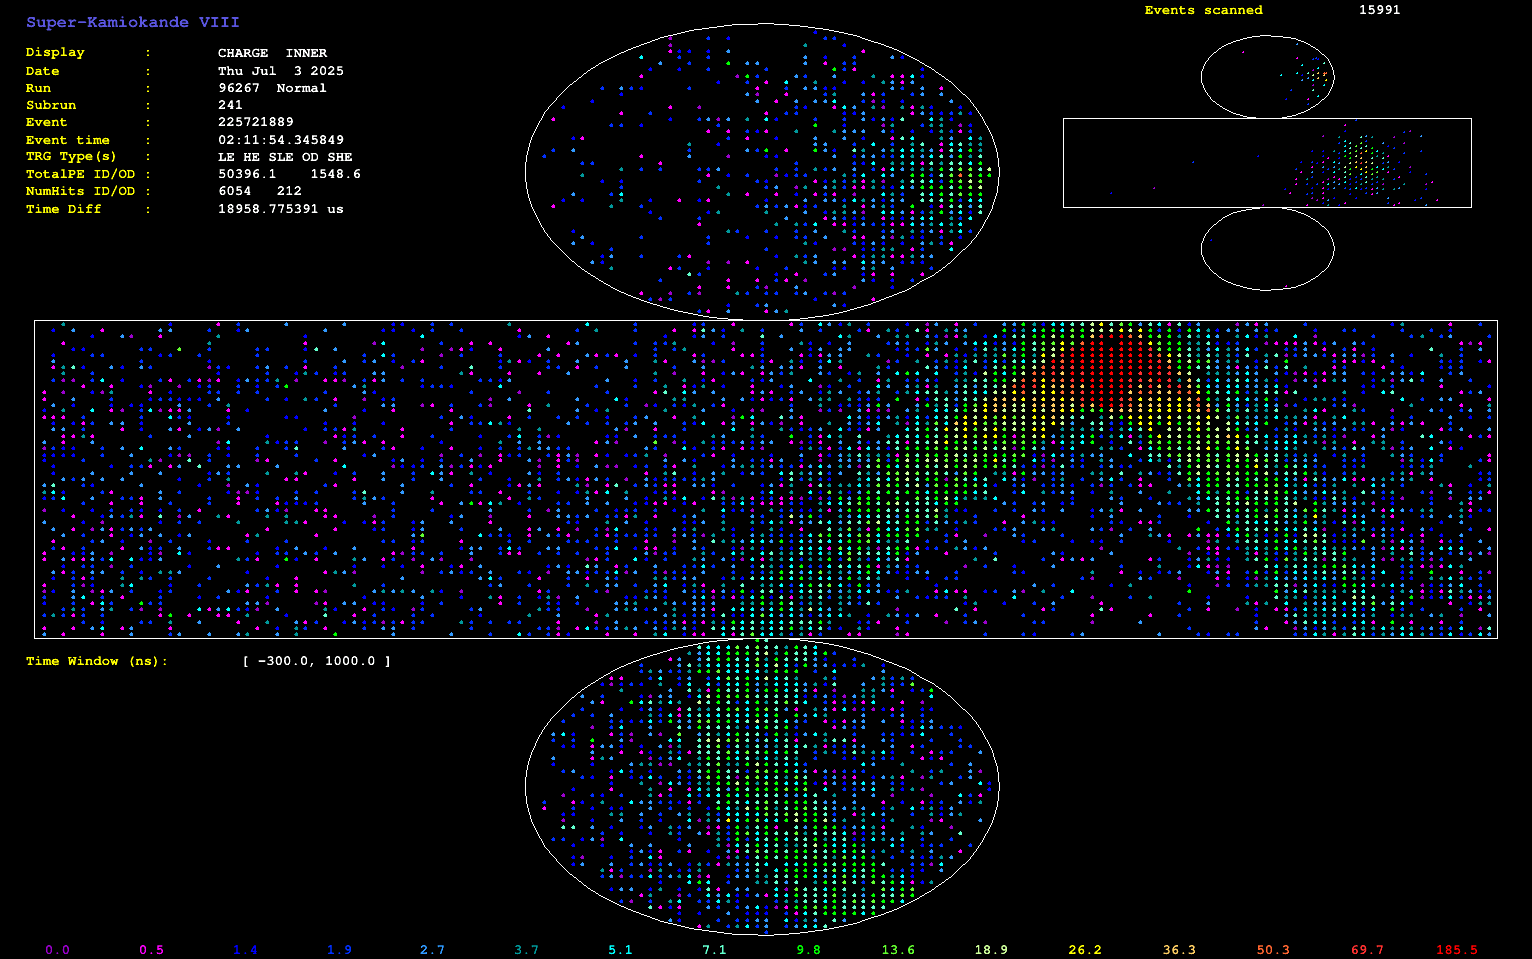 Super-Kamiokande VIII
Events scanned 15991
Display : CHARGE INNER
Date : Thu Jul 3 2025
Run : 96267 Normal
Subrun : 241
Event : 225721889
Event time : 02:11:54.345849
TRG Type(s) : LE HE SLE OD SHE
TotalPE ID/OD : 50396.1 1548.6
NumHits ID/OD : 6054 212
Time Diff : 18958.775391 us
Time Window (ns): [ -300.0, 1000.0 ]
0.0 0.5 1.4 1.9 2.7 3.7 5.1 7.1 9.8 13.6 18.9 26.2 36.3 50.3 69.7 185.5